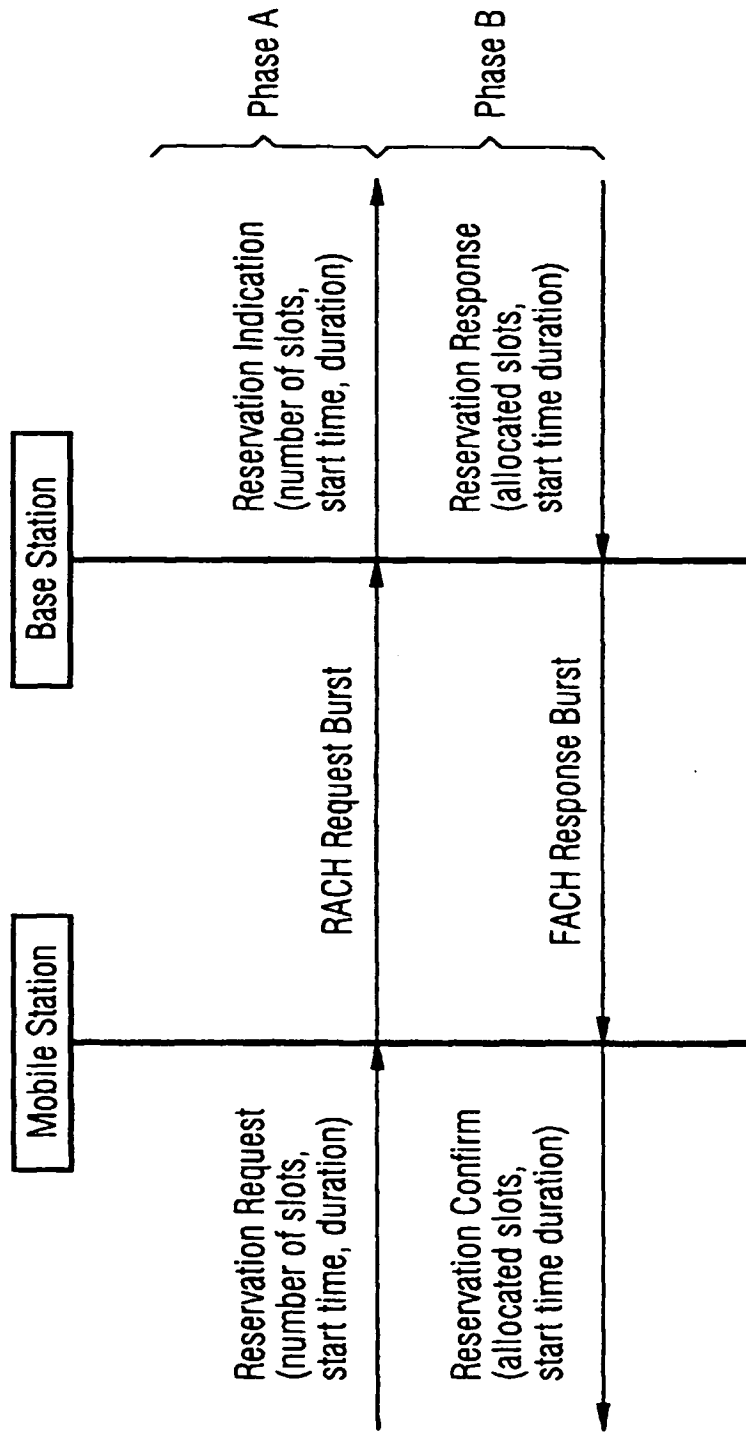 Mobile Station
Base Station
Reservation Request
(number of slots,
start time, duration)
RACH Request Burst
Reservation Indication
(number of slots,
start time, duration)
Phase A
Reservation Confirm
(allocated slots,
start time duration)
FACH Response Burst
Reservation Response
(allocated slots,
start time duration)
Phase B